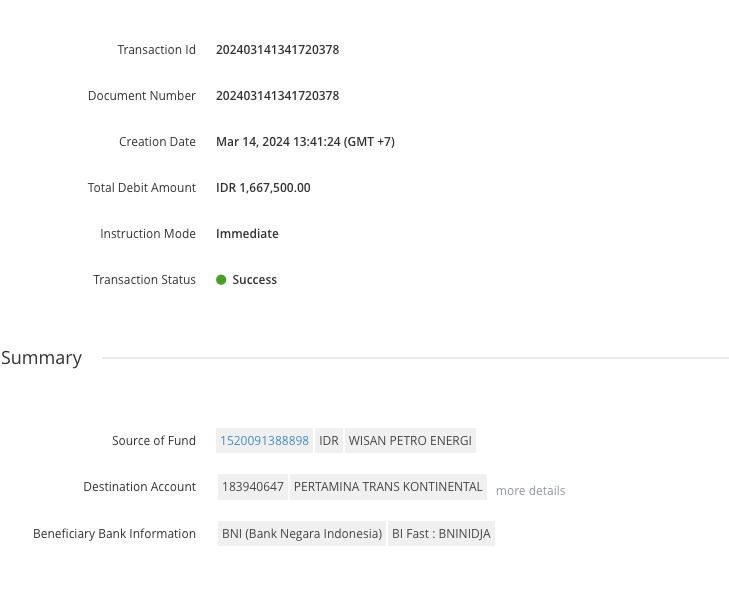 Transaction Id 202403141341720378
Document Number 202403141341720378
Creation Date Mar 14, 2024 13:41:24 (GMT +7)
Total Debit Amount IDR 1,667,500.00
Instruction Mode Immediate
Transaction Status Success
Summary
Source of Fund 1520091388898 IDR WISAN PETRO ENERGI
Destination Account 183940647 PERTAMINA TRANS KONTINENTAL more details
Beneficiary Bank Information BNI (Bank Negara Indonesia) BI Fast : BNINIDJA